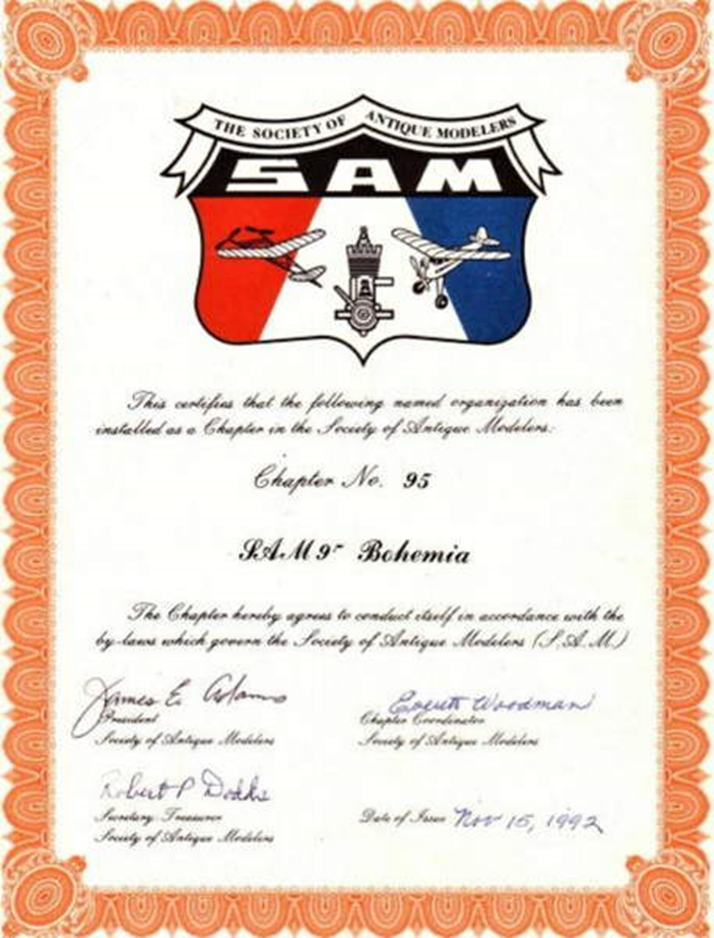 THE SOCIETY OF ANTIQUE MODELERS
SAM
This certifies that the following named organization has been
installed as a Chapter in the Society of Antique Modelers:
Chapter No. 95
SAM 95 Bohemia
The Chapter hereby agrees to conduct itself in accordance with the
by-laws which govern the Society of Antique Modelers (S.A.M.)
James E. Adams
Everett Woodman
President
Chapter Coordinator
Society of Antique Modelers
Society of Antique Modelers
Robert P Dodds
Secretary Treasurer
Date of Issue Nov 15, 1992
Society of Antique Modelers